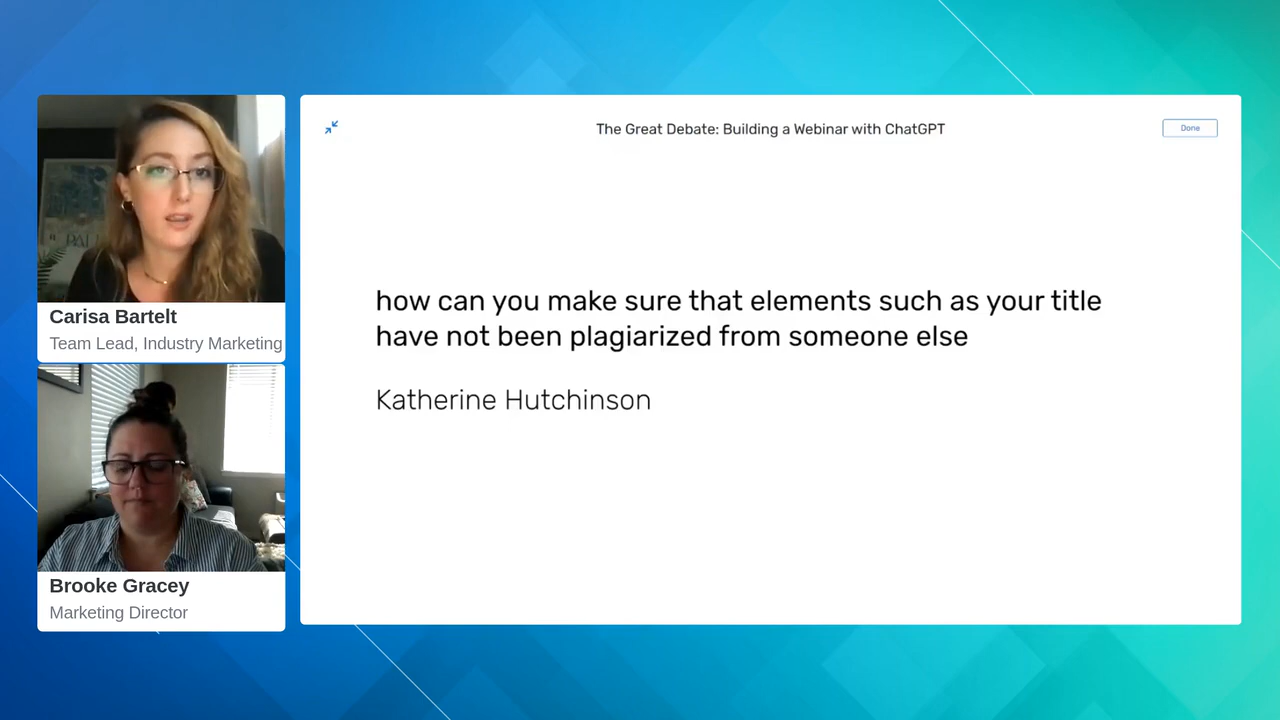 The Great Debate: Building a Webinar with ChatGPT
Done
how can you make sure that elements such as your title
have not been plagiarized from someone else
Katherine Hutchinson
Carisa Bartelt
Team Lead, Industry Marketing
Brooke Gracey
Marketing Director